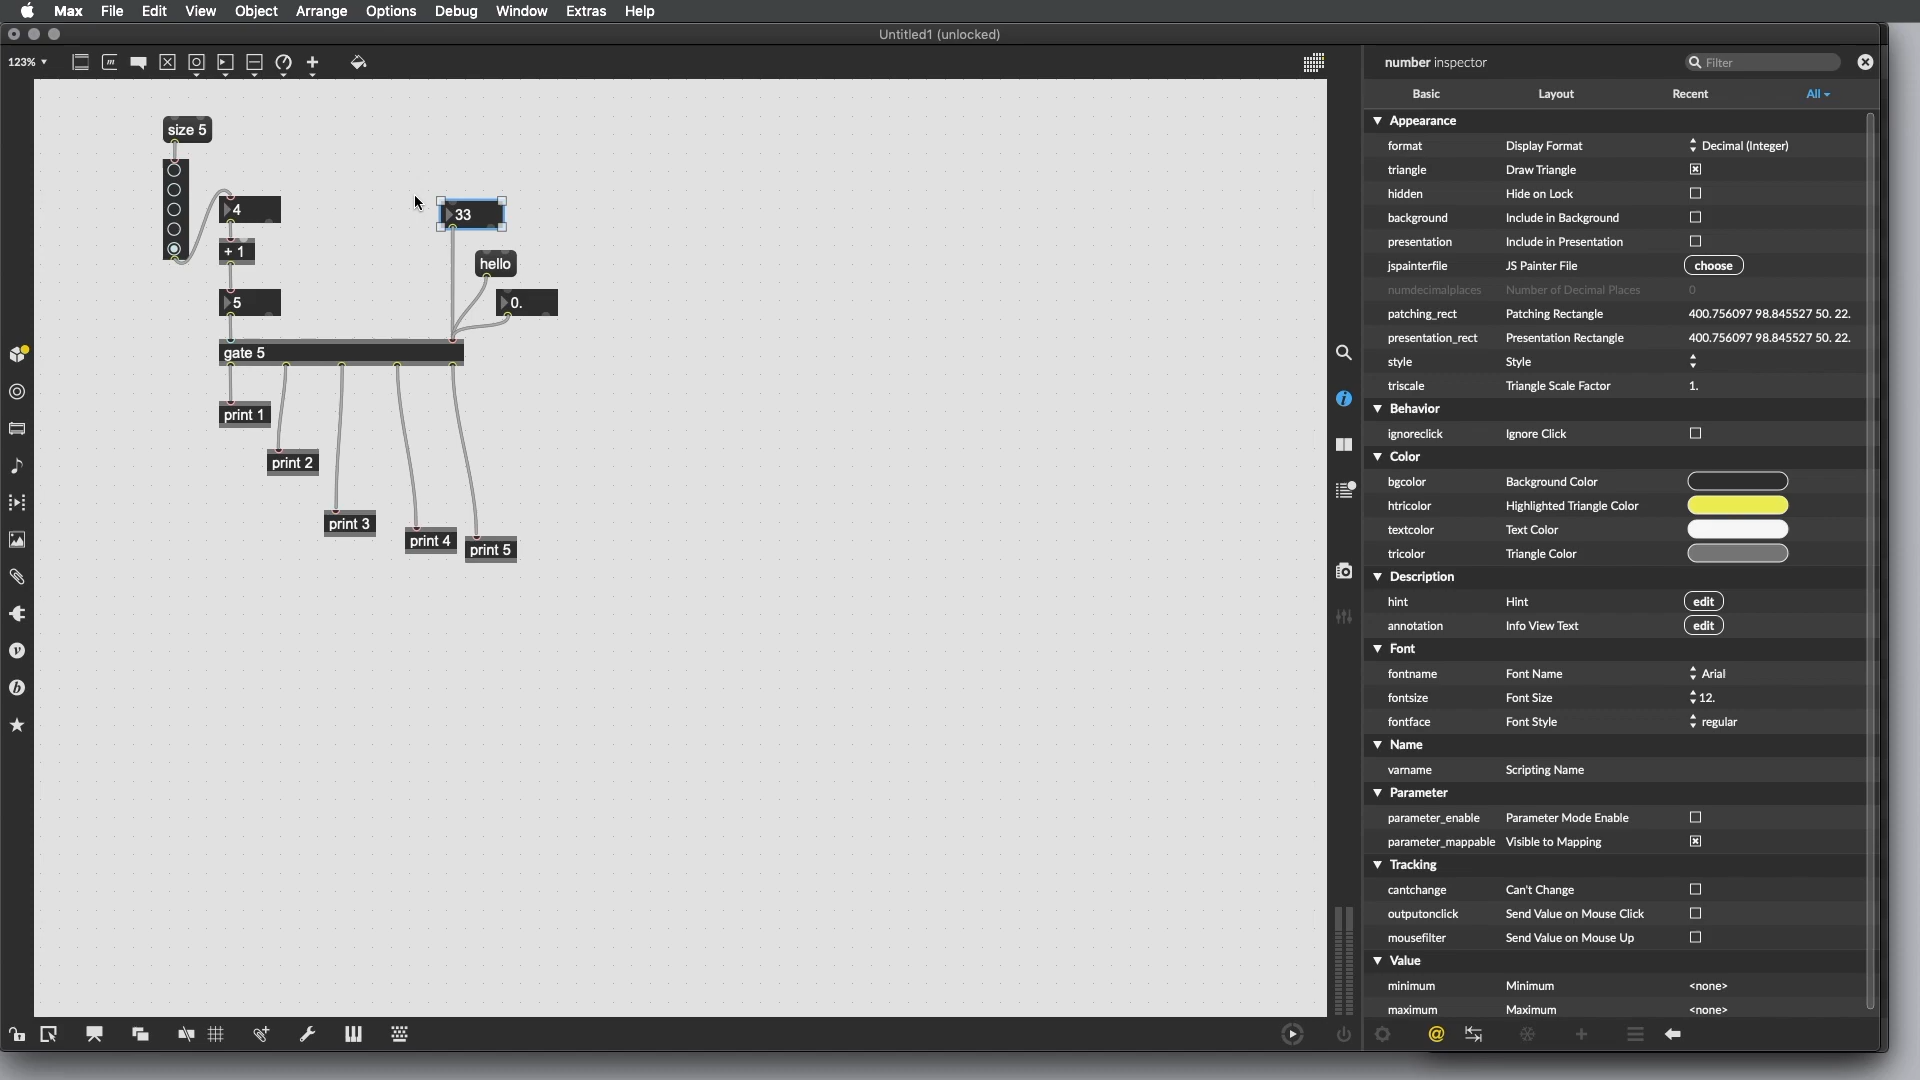 Max File Edit View Object Arrange Options Debug Window Extras Help
Untitled1 (unlocked)
123%
number inspector
Filter
Basic Layout Recent All
size 5
4
+ 1
5
33
hello
0.
gate 5
print 1
print 2
print 3
print 4
print 5
Appearance
format Display Format Decimal (Integer)
triangle Draw Triangle
hidden Hide on Lock
background Include in Background
presentation Include in Presentation
jspainterfile JS Painter File choose
numdecimalplaces Number of Decimal Places 0
patching_rect Patching Rectangle 400.756097 98.845527 50. 22.
presentation_rect Presentation Rectangle 400.756097 98.845527 50. 22.
style Style
triscale Triangle Scale Factor 1.
Behavior
ignoreclick Ignore Click
Color
bgcolor Background Color
htricolor Highlighted Triangle Color
textcolor Text Color
tricolor Triangle Color
Description
hint Hint edit
annotation Info View Text edit
Font
fontname Font Name Arial
fontsize Font Size 12.
fontface Font Style regular
Name
varname Scripting Name
Parameter
parameter_enable Parameter Mode Enable
parameter_mappable Visible to Mapping
Tracking
cantchange Can't Change
outputonclick Send Value on Mouse Click
mousefilter Send Value on Mouse Up
Value
minimum Minimum <none>
maximum Maximum <none>